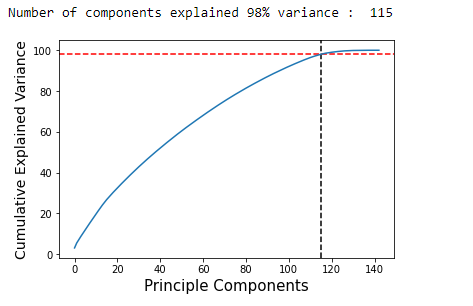 Number of components explained 98% variance :  115
100
80
60
40
20
0
Cumulative Explained Variance
0 20 40 60 80 100 120 140
Principle Components